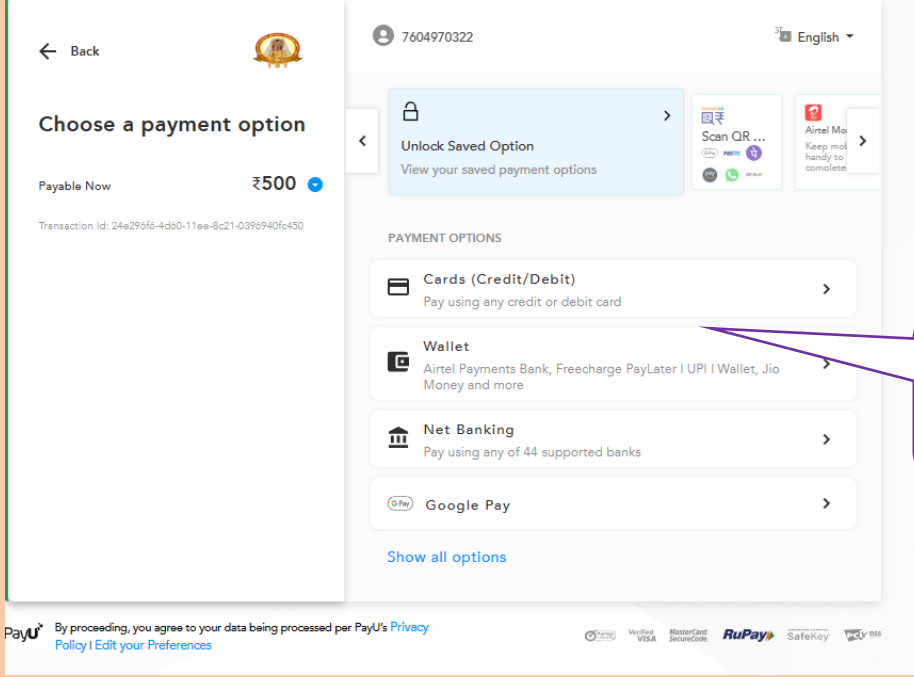 Back
Choose a payment option
Payable Now ₹500
Transaction Id: 24e296f6-4d60-11ee-8c21-0396940fc450
7604970322
English
Unlock Saved Option
View your saved payment options
Scan QR ...
Airtel Mo
Keep mob
handy to
complete
PAYMENT OPTIONS
Cards (Credit/Debit)
Pay using any credit or debit card
Wallet
Airtel Payments Bank, Freecharge PayLater | UPI | Wallet, Jio
Money and more
Net Banking
Pay using any of 44 supported banks
G Pay Google Pay
Show all options
PayU
By proceeding, you agree to your data being processed per PayU's Privacy
Policy | Edit your Preferences
Verified
VISA
MasterCard.
SecureCode.
RuPay
SafeKey
pci DSS